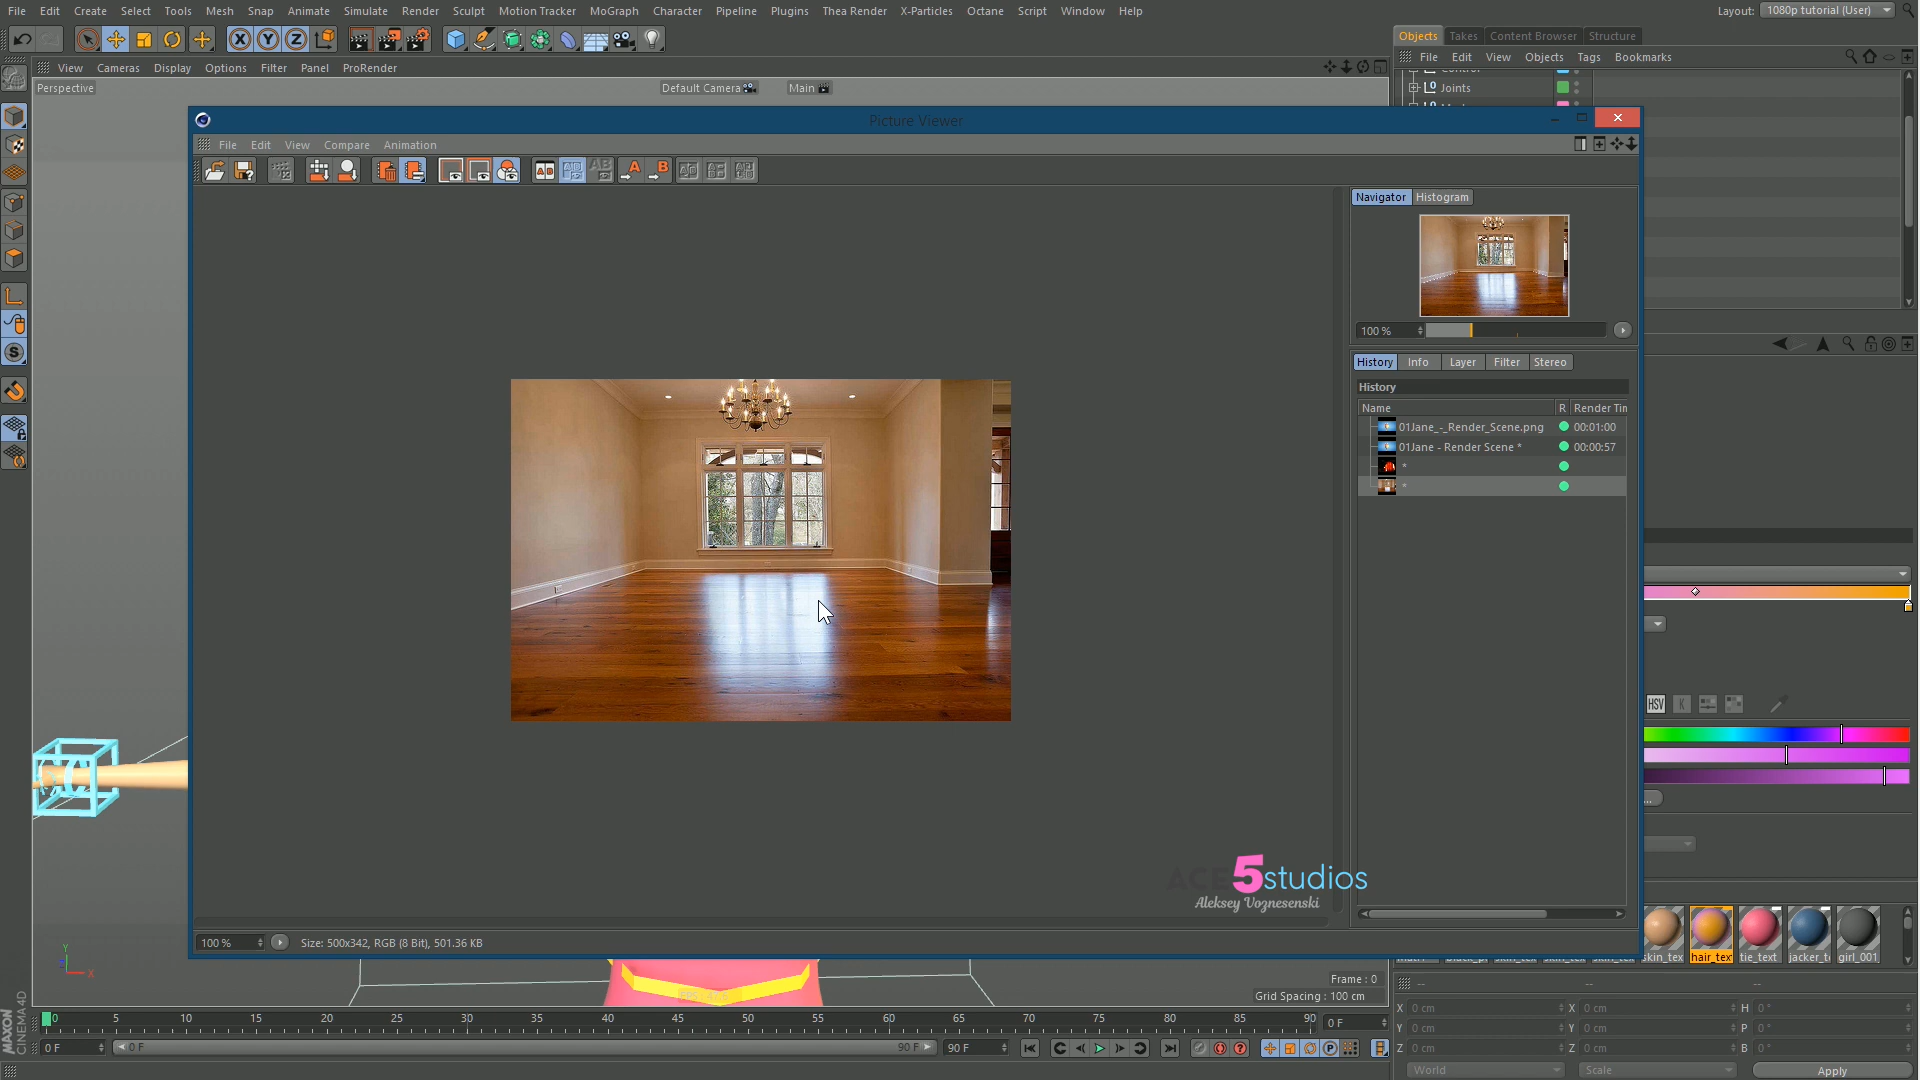 File Edit Create Select Tools Mesh Snap Animate Simulate Render Sculpt Motion Tracker MoGraph Character Pipeline Plugins Thea Render X-Particles Octane Script Window Help
Layout: 1080p tutorial (User)
Objects Takes Content Browser Structure
File Edit View Objects Tags Bookmarks
Joints
View Cameras Display Options Filter Panel ProRender
Perspective
Default Camera
Main
Picture Viewer
File Edit View Compare Animation
Navigator Histogram
100 %
History Info Layer Filter Stereo
History
Name R Render Tim
01Jane_-_Render_Scene.png 00:01:00
01Jane - Render Scene * 00:00:57
*
*
HSV
K
...
ACE5studios
Aleksey Voznesenski
100 %
Size: 500x342, RGB (8 Bit), 501.36 KB
skin_tex hair_tex tie_text jacker_t girl_001
Frame : 0
Grid Spacing : 100 cm
Y
Z
X
0 5 10 15 20 25 30 35 40 45 50 55 60 65 70 75 80 85 90
0 F
0 F
0 F
90 F
90 F
-- -- --
X 0 cm X 0 cm H 0 °
Y 0 cm Y 0 cm P 0 °
Z 0 cm Z 0 cm B 0 °
World Scale Apply
MAXON
CINEMA4D